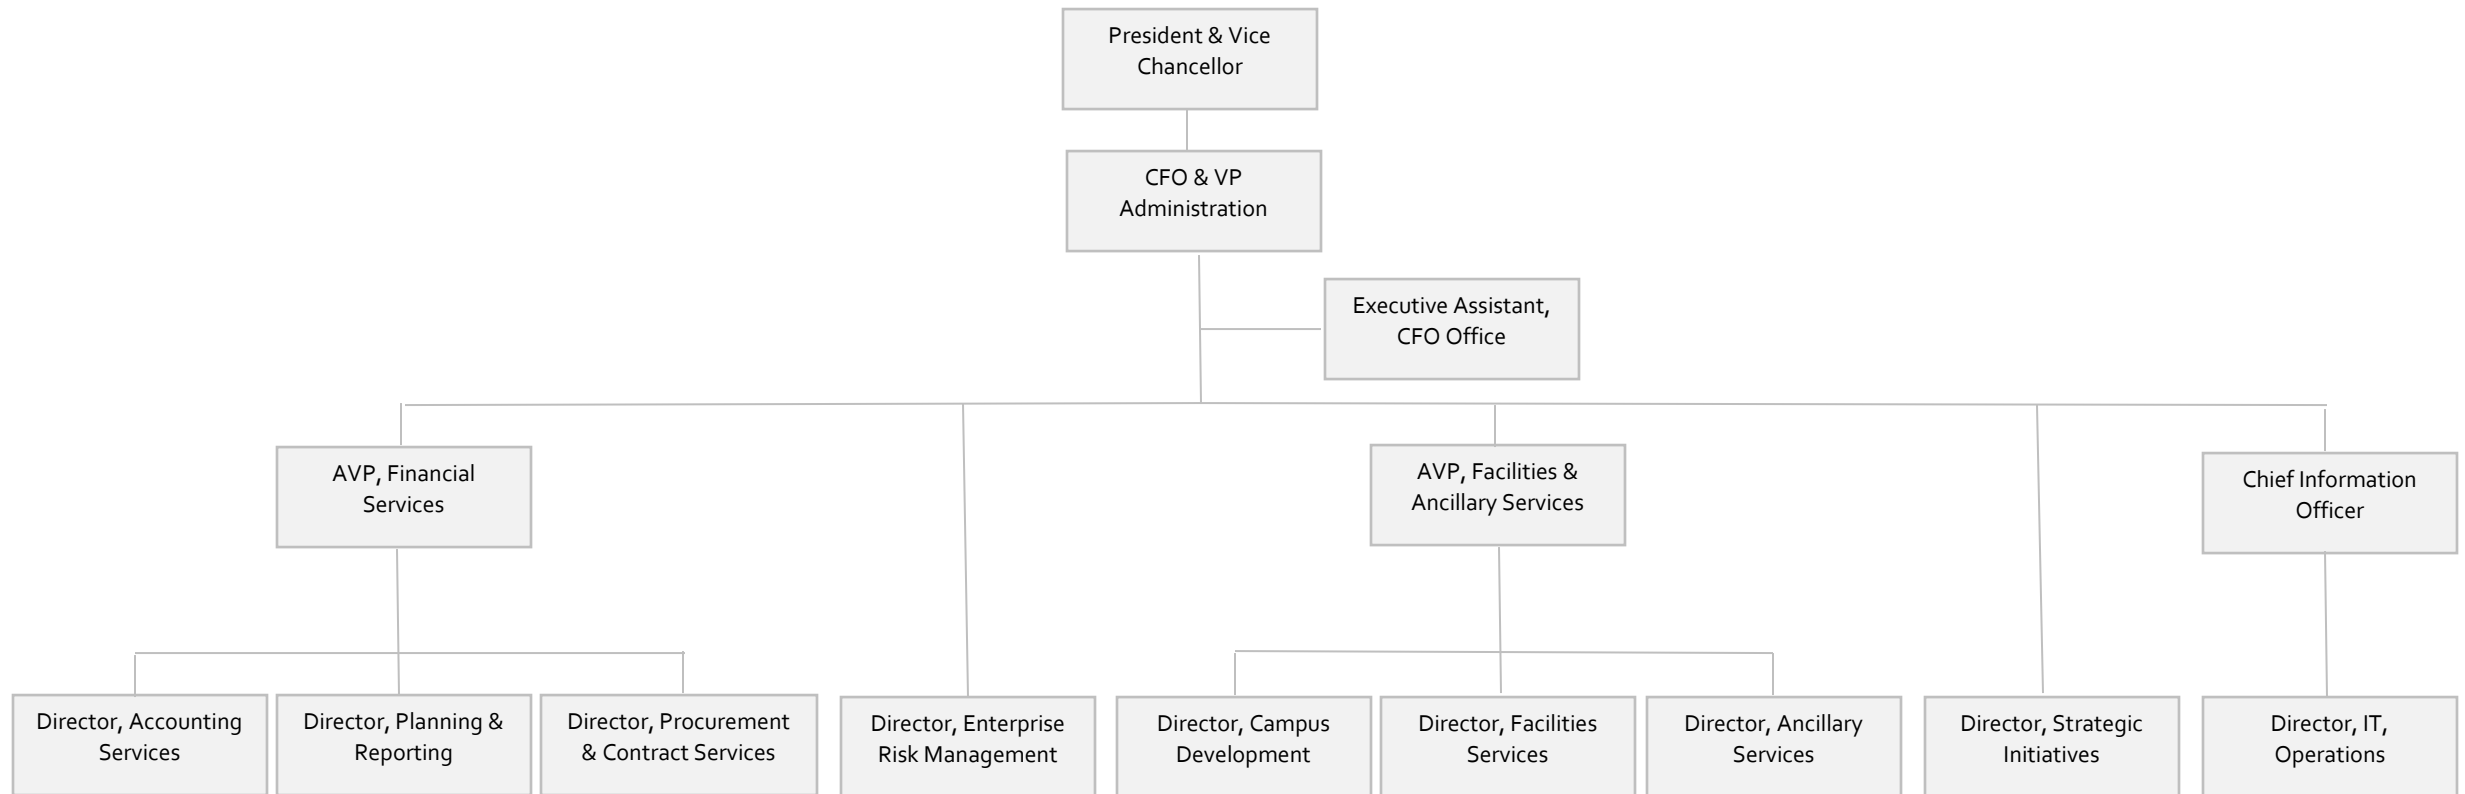 President & Vice
Chancellor
CFO & VP
Administration
Executive Assistant,
CFO Office
AVP, Financial
Services
AVP, Facilities &
Ancillary Services
Chief Information
Officer
Director, Accounting
Services
Director, Planning &
Reporting
Director, Procurement
& Contract Services
Director, Enterprise
Risk Management
Director, Campus
Development
Director, Facilities
Services
Director, Ancillary
Services
Director, Strategic
Initiatives
Director, IT,
Operations